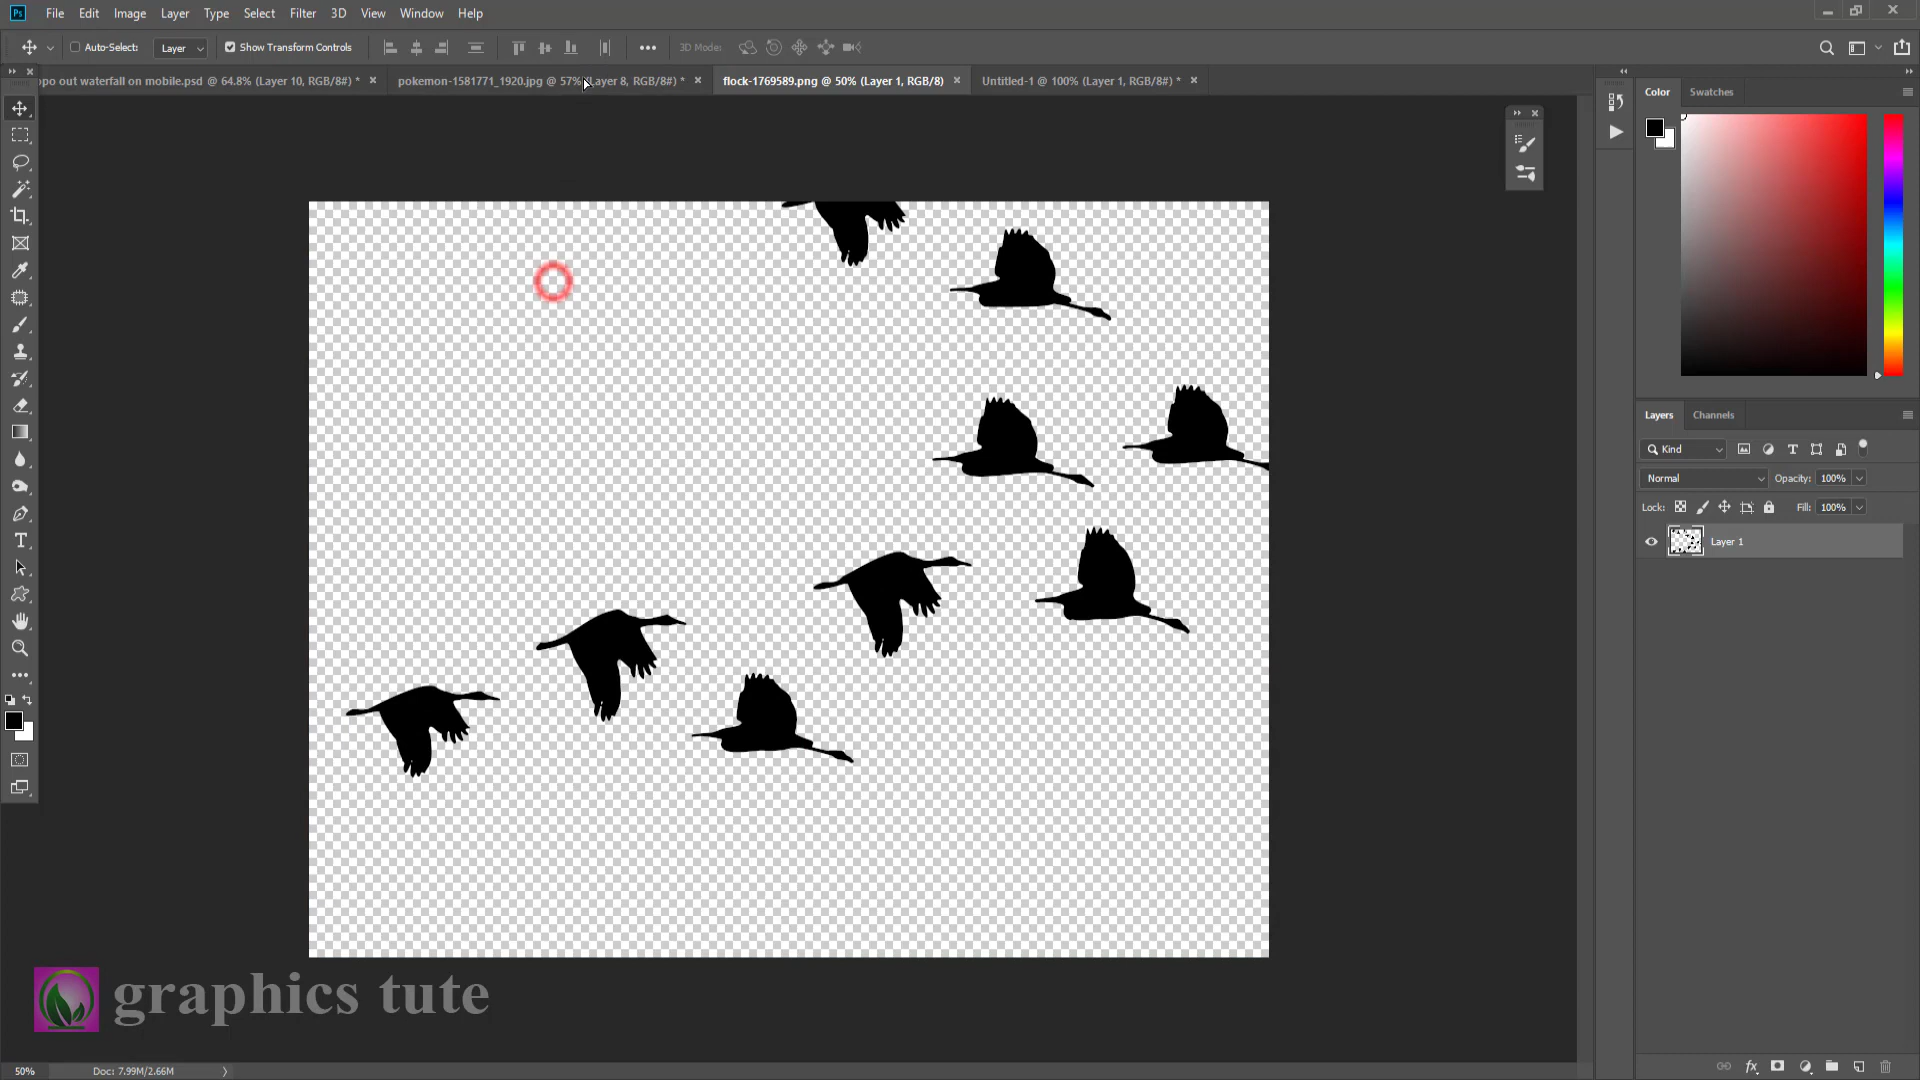 Ps File Edit Image Layer Type Select Filter 3D View Window Help
Auto-Select: Layer Show Transform Controls 3D Mode:
opo out waterfall on mobile.psd @ 64.8% (Layer 10, RGB/8#) * pokemon-1581771_1920.jpg @ 57% (Layer 8, RGB/8#) * flock-1769589.png @ 50% (Layer 1, RGB/8) Untitled-1 @ 100% (Layer 1, RGB/8#) *
Color Swatches
Layers Channels
Kind
Normal Opacity: 100%
Lock: Fill: 100%
Layer 1
graphics tute
50% Doc: 7.99M/2.66M